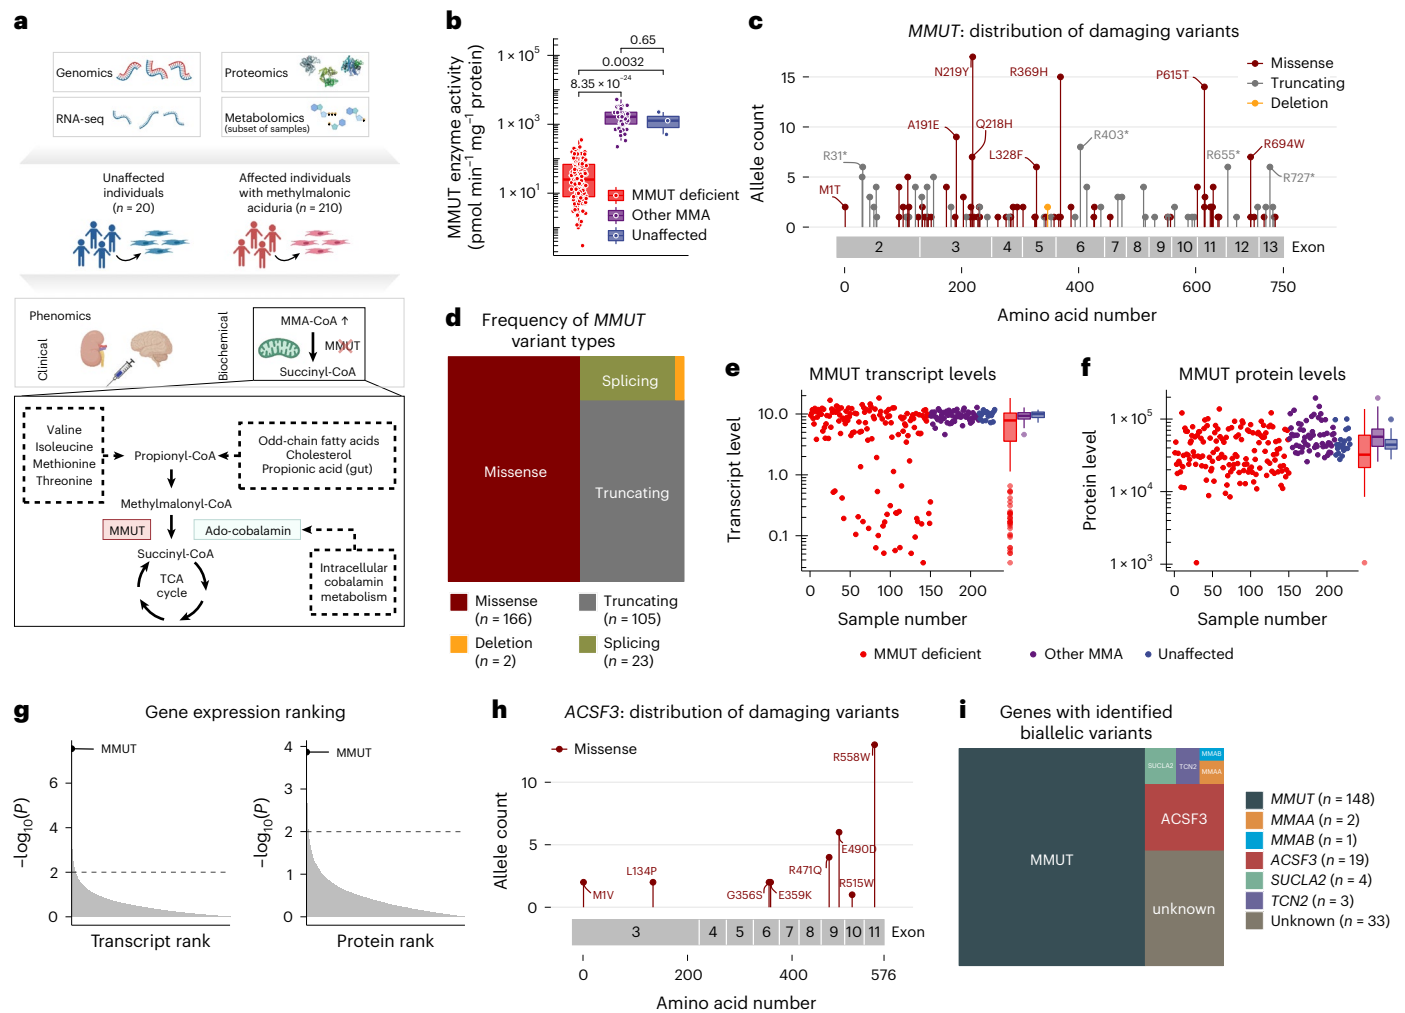 a
Genomics
Proteomics
RNA-seq
Metabolomics
(subset of samples)
Unaffected
individuals
(n = 20)
Affected individuals
with methylmalonic
aciduria (n = 210)
Phenomics
Clinical
Biochemical
MMA-CoA ↑
MMUT
Succinyl-CoA
Valine
Isoleucine
Methionine
Threonine
Propionyl-CoA
Odd-chain fatty acids
Cholesterol
Propionic acid (gut)
Methylmalonyl-CoA
MMUT
Ado-cobalamin
Succinyl-CoA
TCA
cycle
Intracellular
cobalamin
metabolism
b
MMUT enzyme activity
(pmol min⁻¹ mg⁻¹ protein)
1 × 10⁵
1 × 10³
1 × 10¹
0.65
0.0032
8.35 × 10⁻²⁴
MMUT deficient
Other MMA
Unaffected
c
MMUT: distribution of damaging variants
Allele count
15
10
5
0
Missense
Truncating
Deletion
N219Y
R369H
P615T
A191E
Q218H
R403*
L328F
R31*
R655*
R694W
R727*
M1T
2
3
4
5
6
7
8
9
10
11
12
13
Exon
0
200
400
600
750
Amino acid number
d
Frequency of MMUT
variant types
Missense
Splicing
Truncating
Missense
(n = 166)
Truncating
(n = 105)
Deletion
(n = 2)
Splicing
(n = 23)
e
MMUT transcript levels
Transcript level
10.0
1.0
0.1
0
50
100
150
200
Sample number
f
MMUT protein levels
Protein level
1 × 10⁵
1 × 10⁴
1 × 10³
0
50
100
150
200
Sample number
MMUT deficient
Other MMA
Unaffected
g
Gene expression ranking
−log₁₀(P)
6
4
2
0
MMUT
Transcript rank
−log₁₀(P)
4
3
2
1
0
MMUT
Protein rank
h
ACSF3: distribution of damaging variants
Missense
Allele count
10
5
0
R558W
E490D
R471Q
R515W
L134P
M1V
G356S
E359K
3
4
5
6
7
8
9
10
11
Exon
0
200
400
576
Amino acid number
i
Genes with identified
biallelic variants
MMUT
SUCLA2
TCN2
MMAB
MMAA
ACSF3
unknown
MMUT (n = 148)
MMAA (n = 2)
MMAB (n = 1)
ACSF3 (n = 19)
SUCLA2 (n = 4)
TCN2 (n = 3)
Unknown (n = 33)